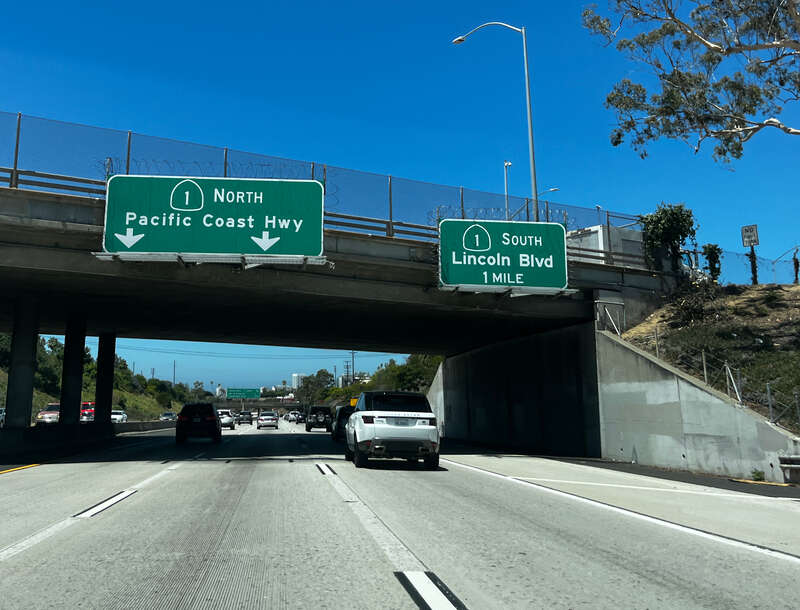 1 NORTH
Pacific Coast Hwy
1 SOUTH
Lincoln Blvd
1 MILE